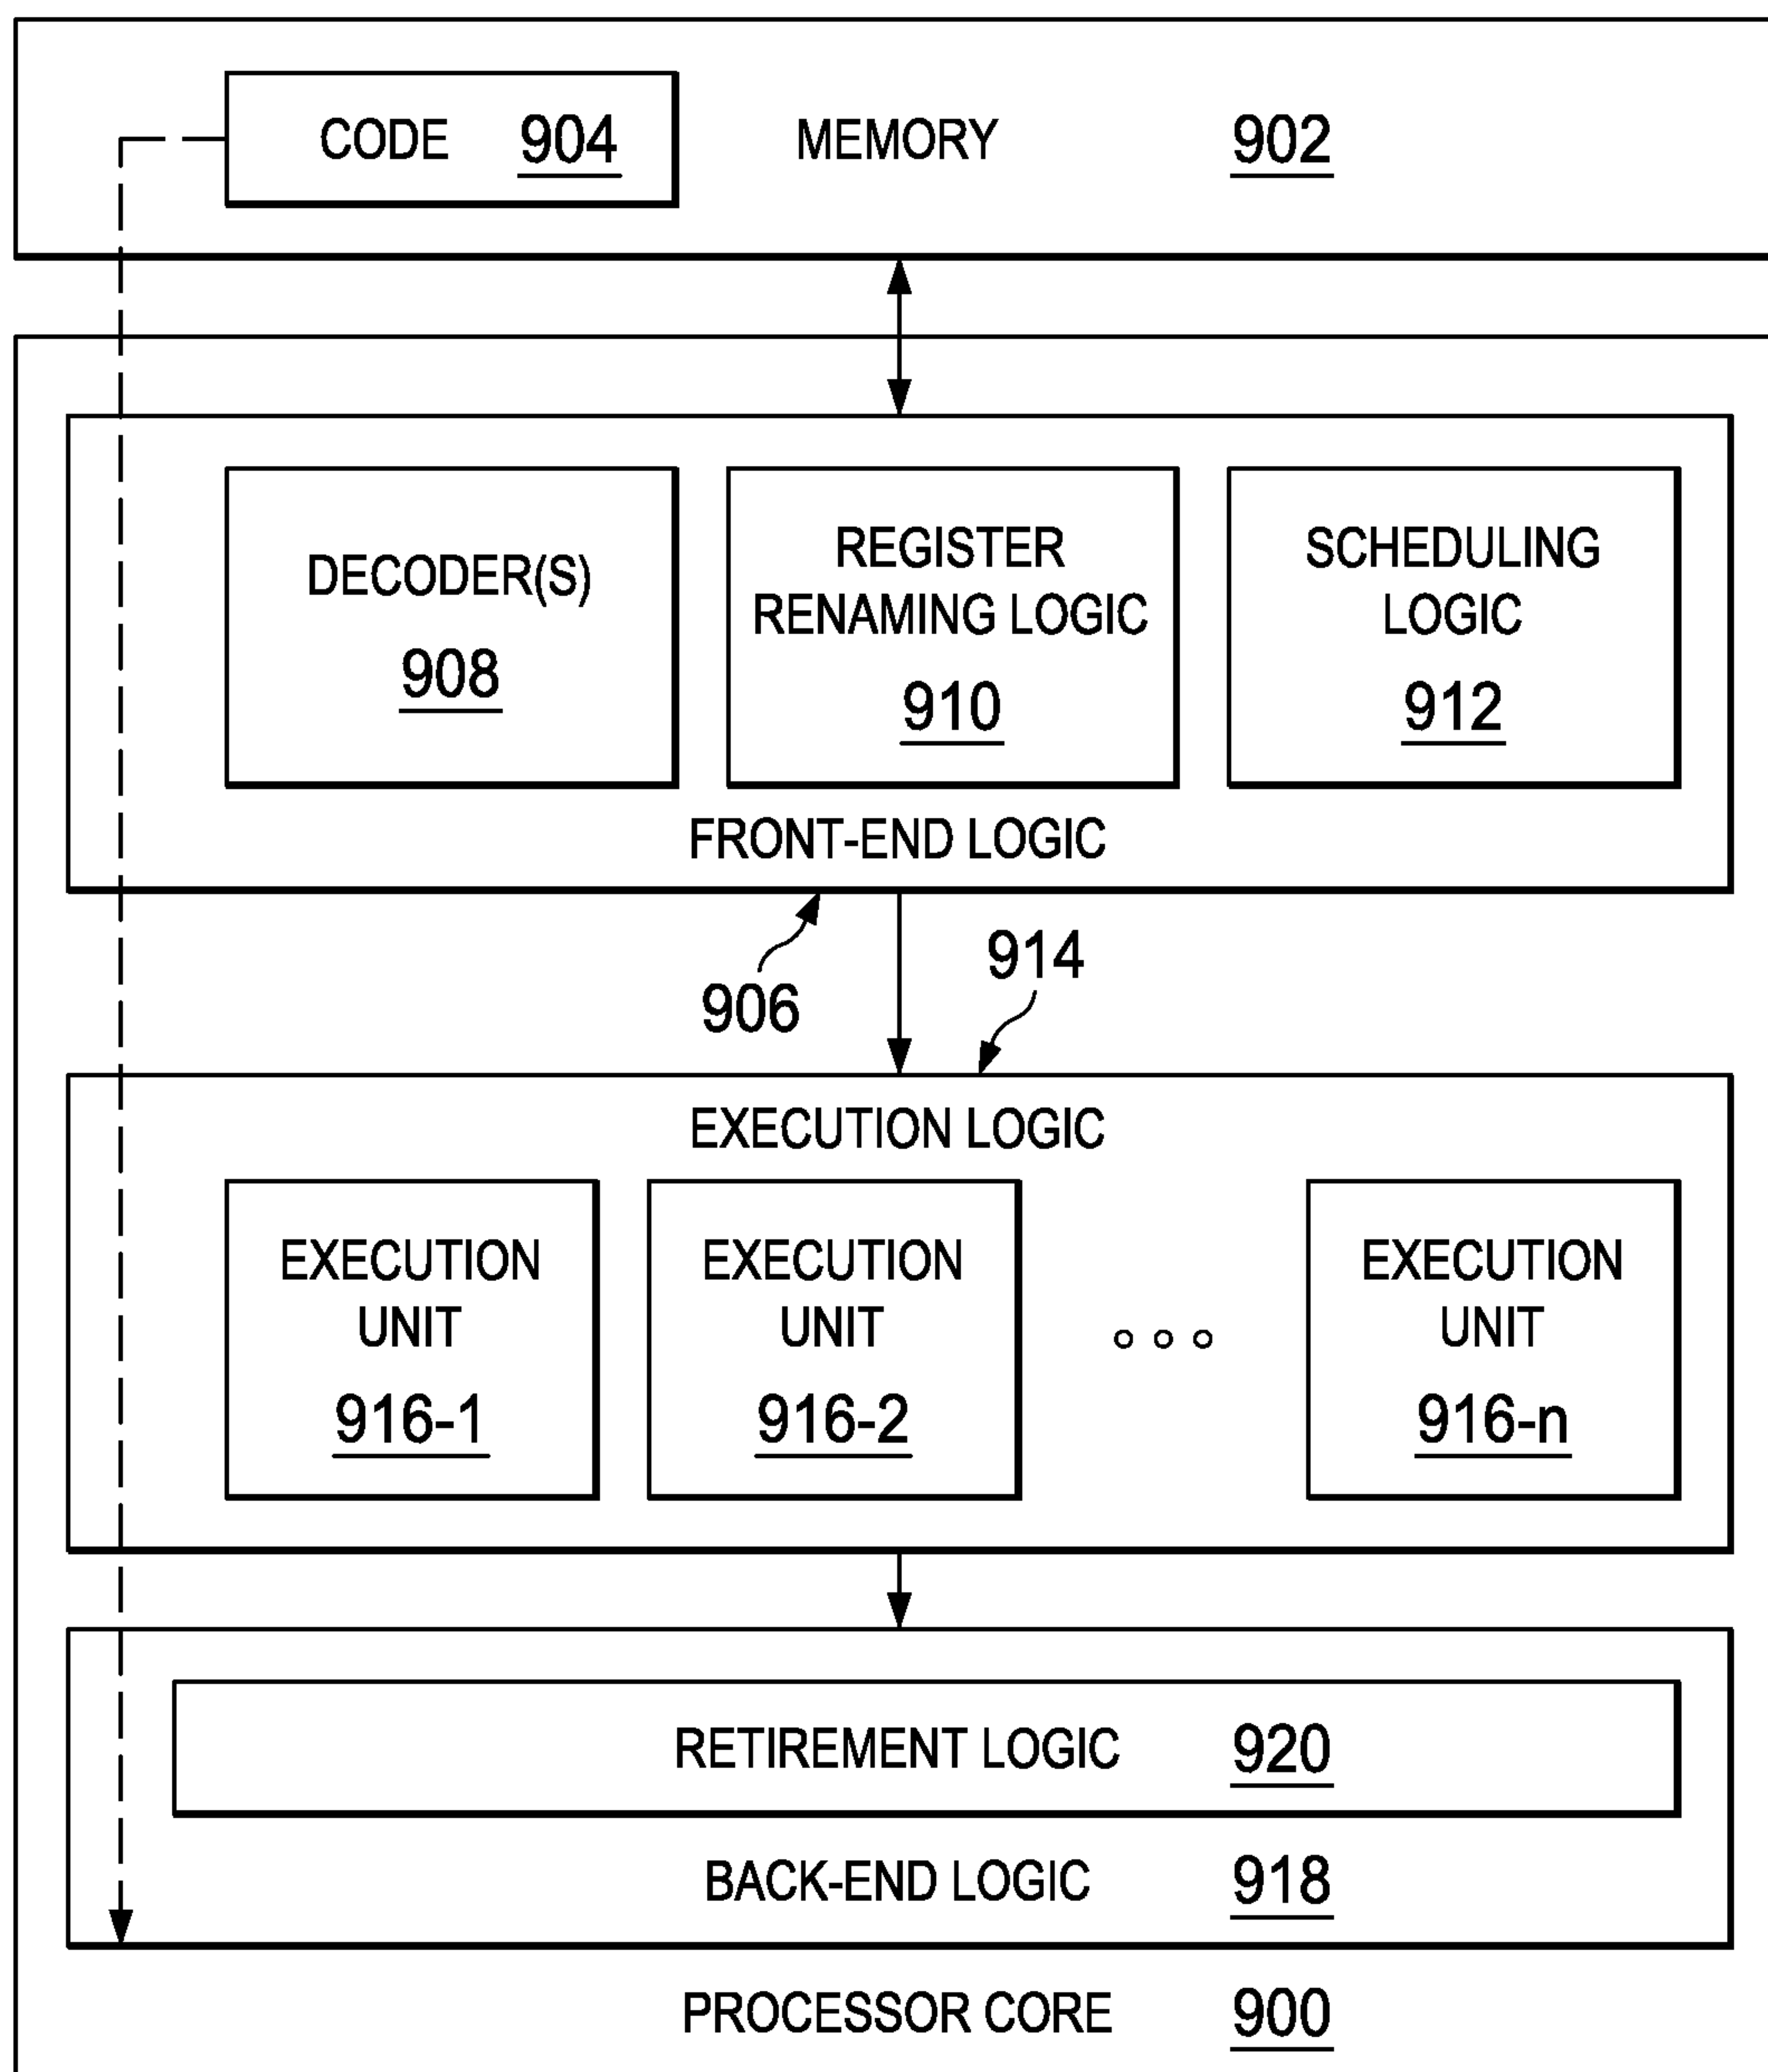 CODE 904 MEMORY 902
DECODER(S)
908
REGISTER
RENAMING LOGIC
910
SCHEDULING
LOGIC
912
FRONT-END LOGIC
906
914
EXECUTION LOGIC
EXECUTION
UNIT
916-1
EXECUTION
UNIT
916-2
EXECUTION
UNIT
916-n
RETIREMENT LOGIC 920
BACK-END LOGIC 918
PROCESSOR CORE 900